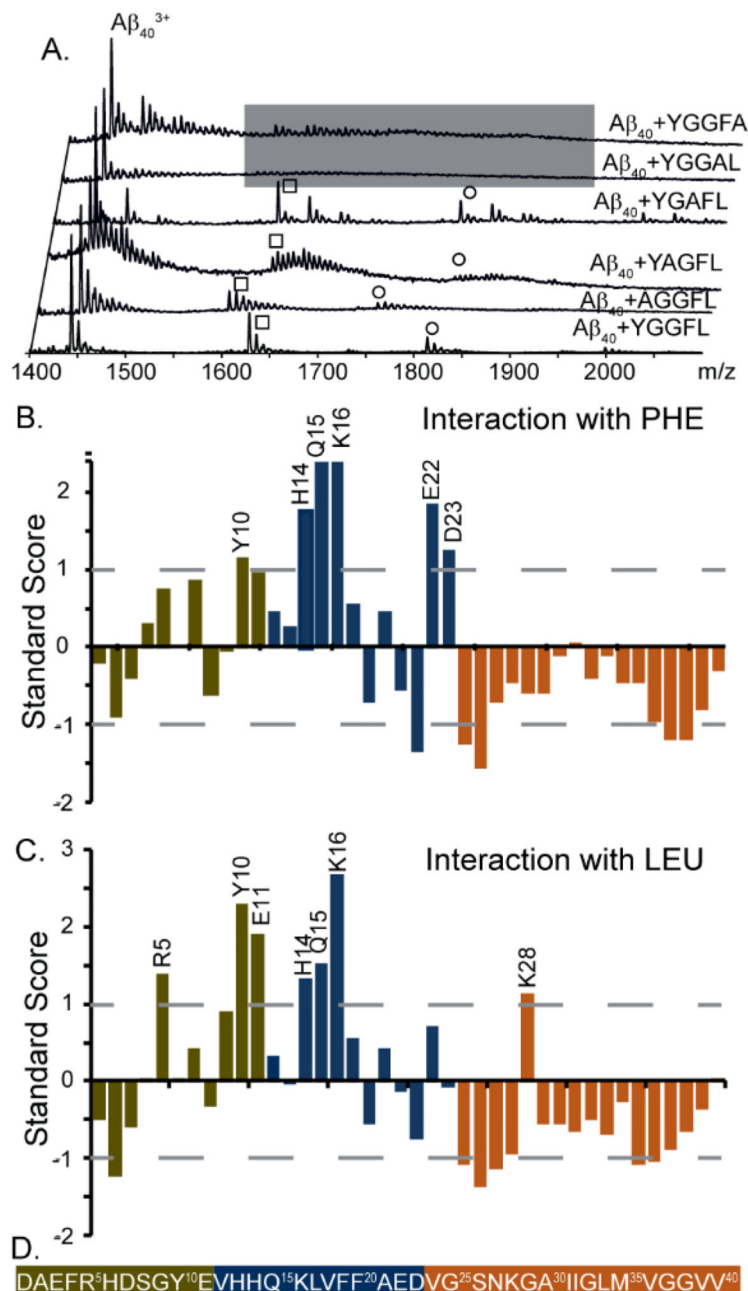 A.
Aβ₄₀³⁺
Aβ₄₀+YGGFA
Aβ₄₀+YGGAL
Aβ₄₀+YGAFL
Aβ₄₀+YAGFL
Aβ₄₀+AGGFL
Aβ₄₀+YGGFL
1400 1500 1600 1700 1800 1900 2000 m/z
B.
Interaction with PHE
Standard Score
2
1
0
-1
-2
Y10
H14
Q15
K16
E22
D23
C.
Interaction with LEU
Standard Score
3
2
1
0
-1
-2
R5
Y10
E11
H14
Q15
K16
K28
D.
DAEFR⁵HDSGY¹⁰EVHHQ¹⁵KLVFF²⁰AEDVG²⁵SNKGA³⁰IIGLM³⁵VGGVV⁴⁰